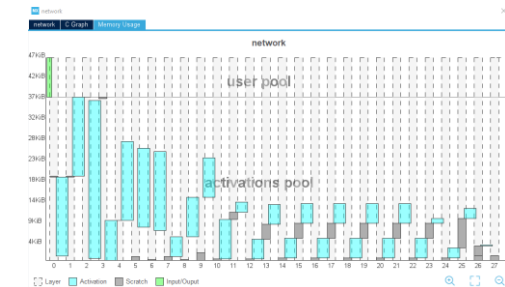 network
network C Graph Memory Usage
network
47KiB
42KiB
37KiB
32KiB
28KiB
23KiB
18KiB
14KiB
9KiB
4KiB
user pool
activations pool
0 1 2 3 4 5 6 7 8 9 10 11 12 13 14 15 16 17 18 19 20 21 22 23 24 25 26 27
Layer Activation Scratch Input/Ouput